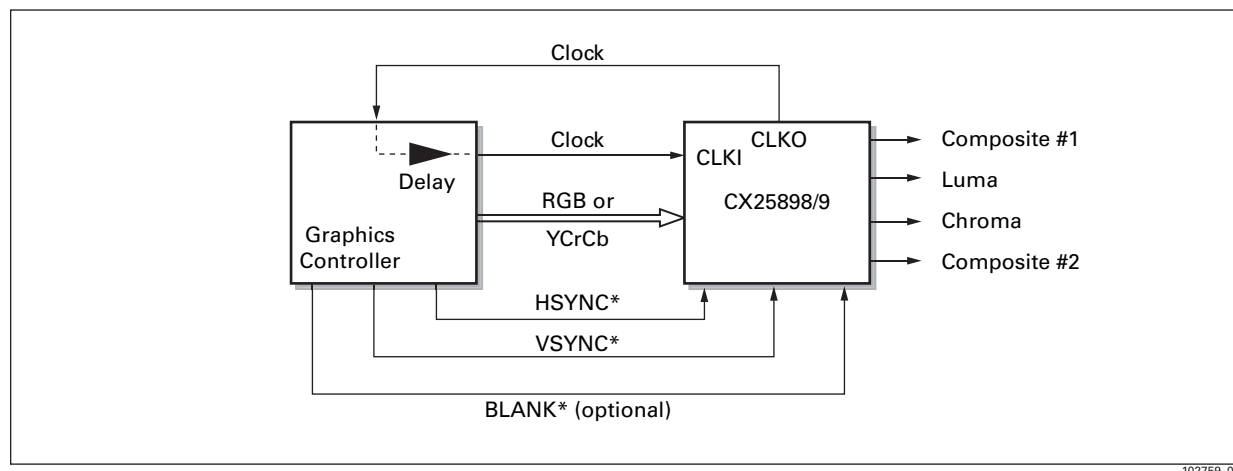 Clock
Clock
CLKO
CLKI
Delay
RGB or
YCrCb
CX25898/9
Graphics
Controller
Composite #1
Luma
Chroma
Composite #2
HSYNC*
VSYNC*
BLANK* (optional)